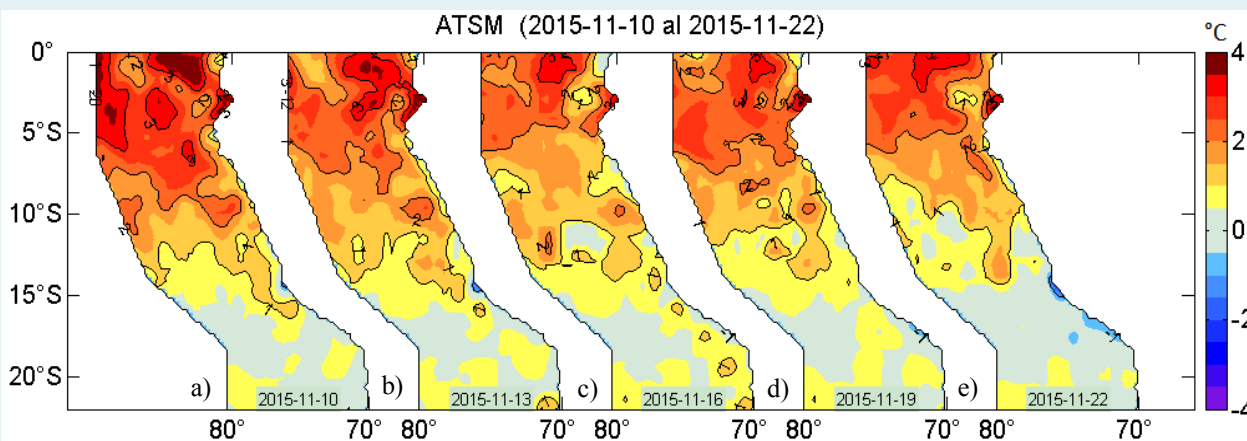 ATSM (2015-11-10 al 2015-11-22)
°C
0°
5°S
10°S
15°S
20°S
a) 2015-11-10
b) 2015-11-13
c) 2015-11-16
d) 2015-11-19
e) 2015-11-22
80° 70° 80° 70° 80° 70° 80° 70° 80° 70°
4
2
0
-2
-4